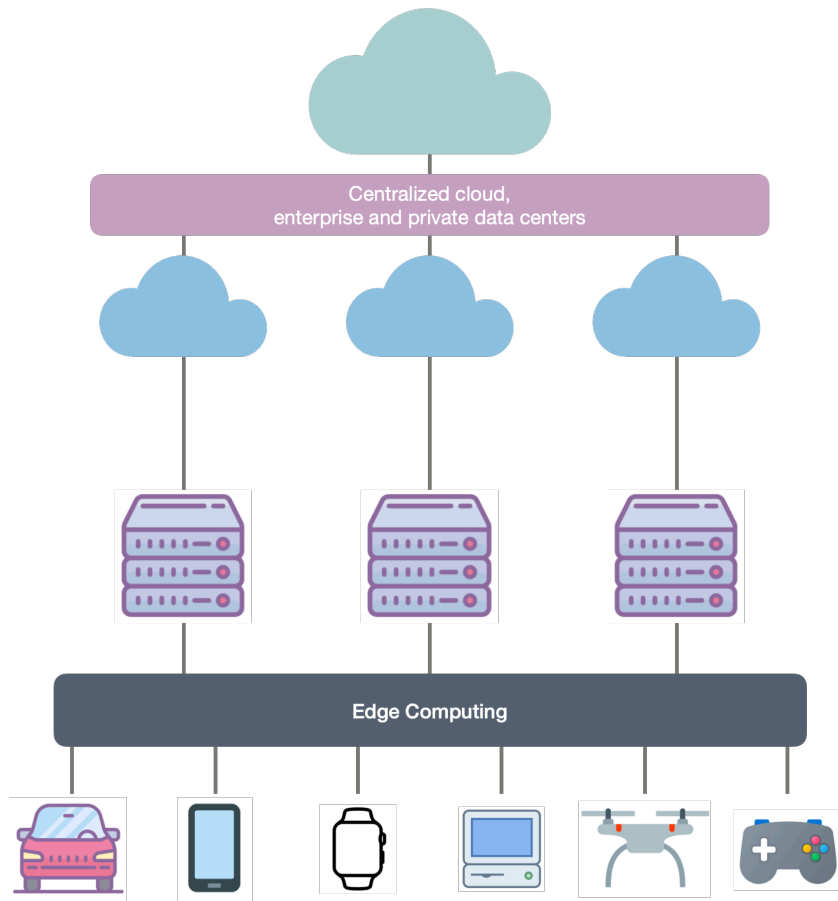 Centralized cloud,
enterprise and private data centers
Edge Computing